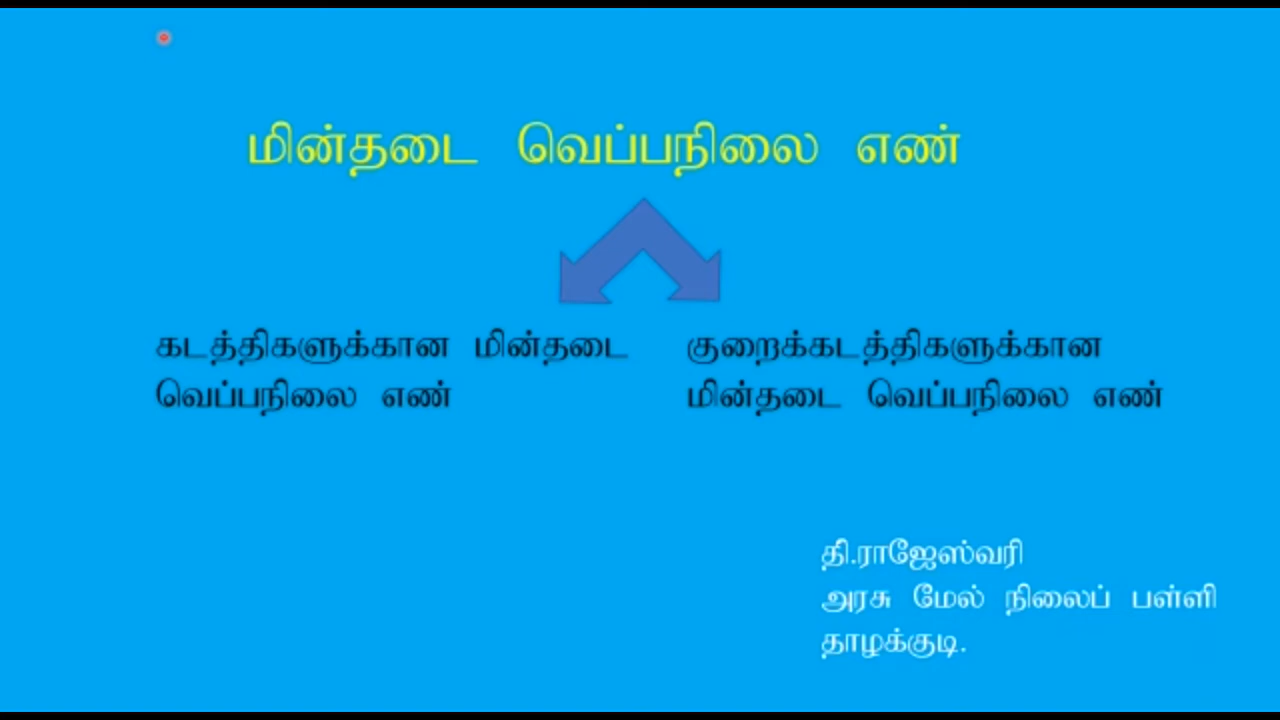 மின்தடை வெப்பநிலை எண்
கடத்திகளுக்கான மின்தடை
வெப்பநிலை எண்
குறைக்கடத்திகளுக்கான
மின்தடை வெப்பநிலை எண்
தி.ராஜேஸ்வரி
அரசு மேல் நிலைப் பள்ளி
தாழக்குடி.